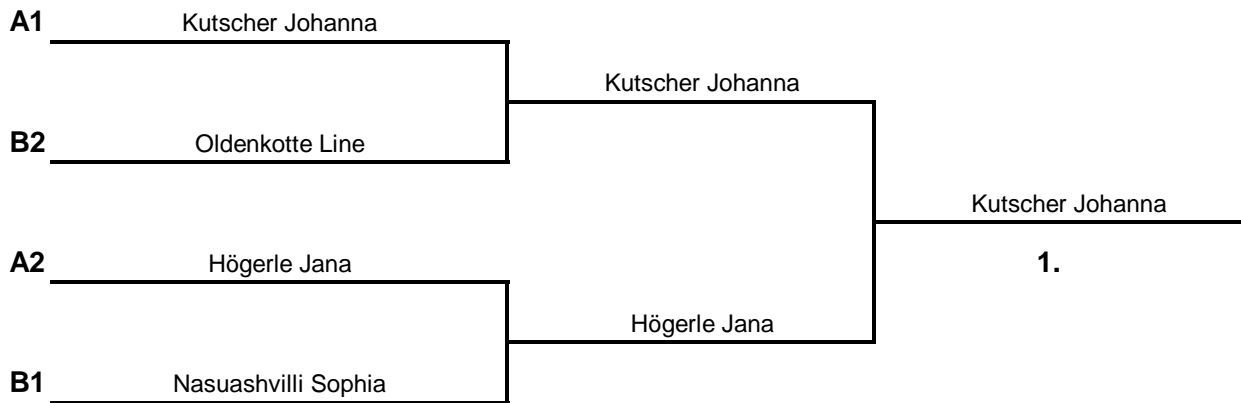 A1 Kutscher Johanna
Kutscher Johanna
B2 Oldenkotte Line
Kutscher Johanna
A2 Högerle Jana
1.
Högerle Jana
B1 Nasuashvilli Sophia